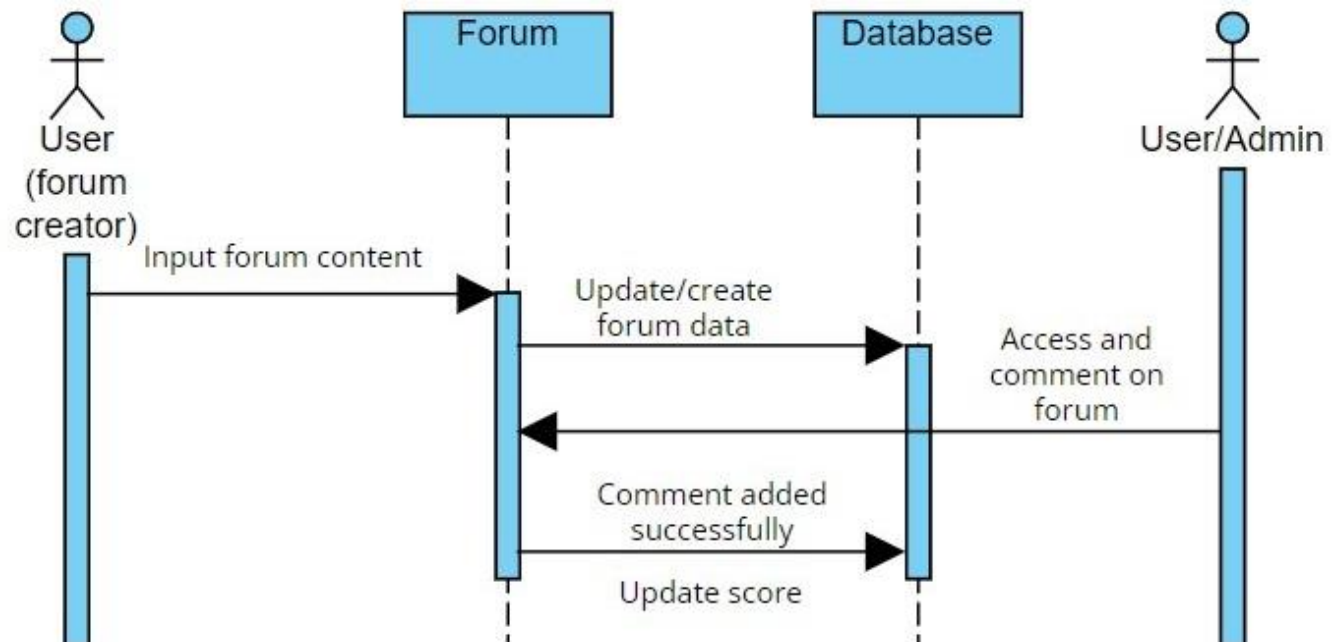 Forum
Database
User
(forum
creator)
User/Admin
Input forum content
Update/create
forum data
Access and
comment on
forum
Comment added
successfully
Update score